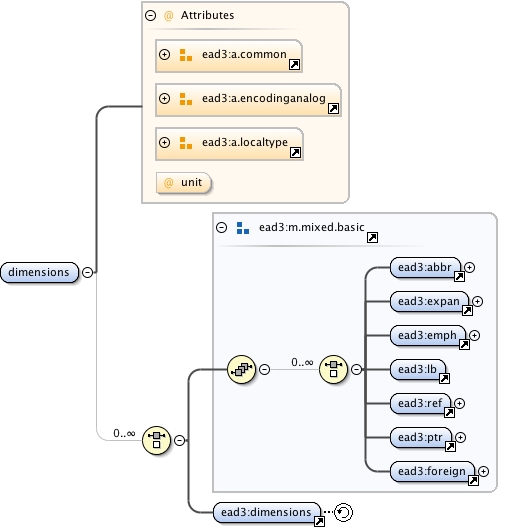 @ Attributes
ead3:a.common
ead3:a.encodinganalog
ead3:a.localtype
@ unit
ead3:m.mixed.basic
dimensions
ead3:abbr
ead3:expan
ead3:emph
0..∞
ead3:lb
ead3:ref
0..∞
ead3:ptr
ead3:foreign
ead3:dimensions